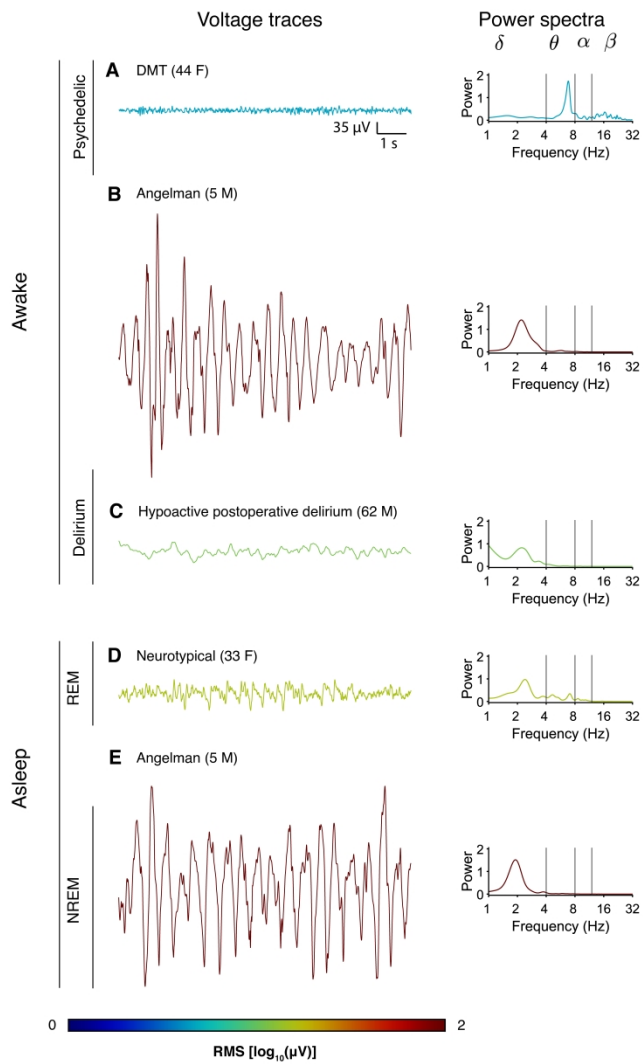 Voltage traces
Power spectra
δ θ α β
Awake
Psychedelic
A DMT (44 F)
35 μV
1 s
Power
2
1
0
1 2 4 8 16 32
Frequency (Hz)
B Angelman (5 M)
Power
2
1
0
1 2 4 8 16 32
Frequency (Hz)
Delirium
C Hypoactive postoperative delirium (62 M)
Power
2
1
0
1 2 4 8 16 32
Frequency (Hz)
Asleep
REM
D Neurotypical (33 F)
Power
2
1
0
1 2 4 8 16 32
Frequency (Hz)
NREM
E Angelman (5 M)
Power
2
1
0
1 2 4 8 16 32
Frequency (Hz)
0 2
RMS [log10(μV)]